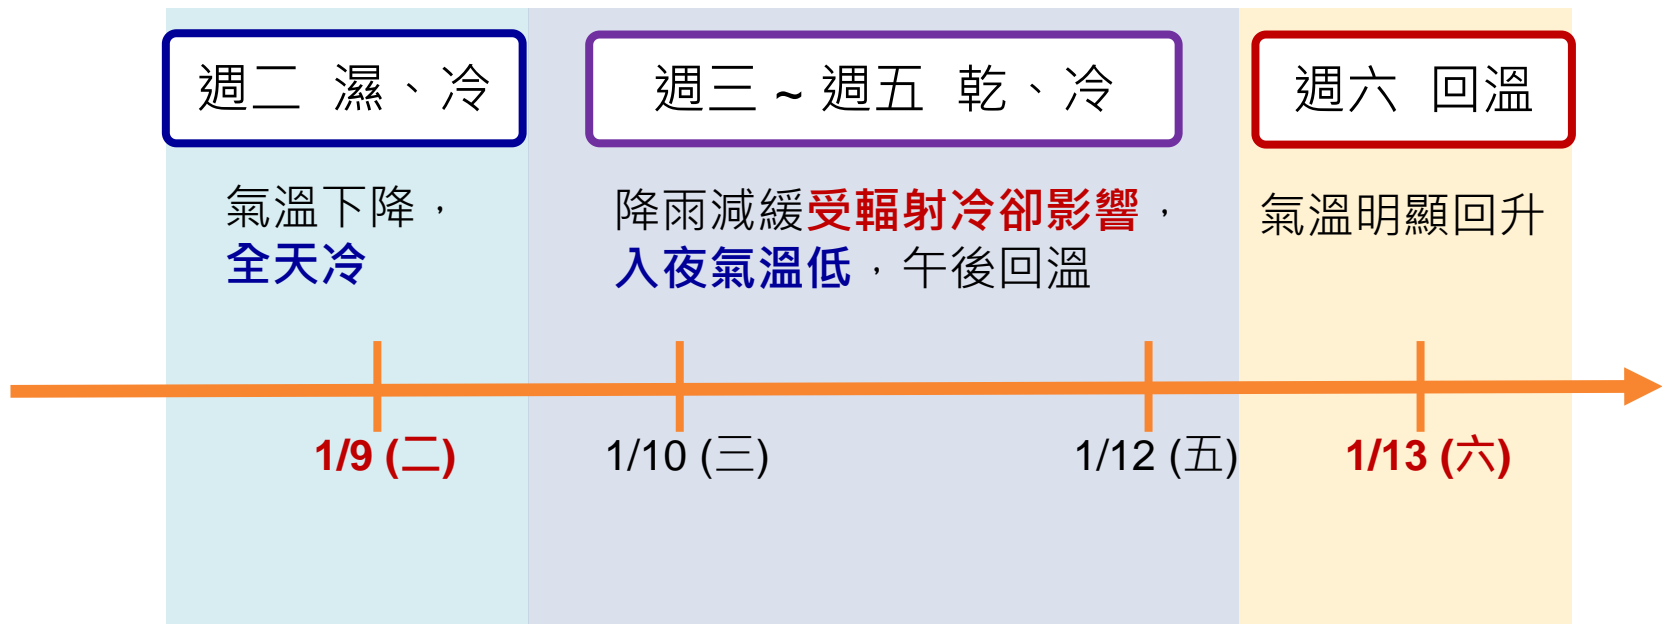 週二 濕、冷
氣溫下降，
全天冷
週三 ~ 週五 乾、冷
降雨減緩受輻射冷卻影響，
入夜氣溫低，午後回溫
週六 回溫
氣溫明顯回升
1/9 (二)
1/10 (三)
1/12 (五)
1/13 (六)